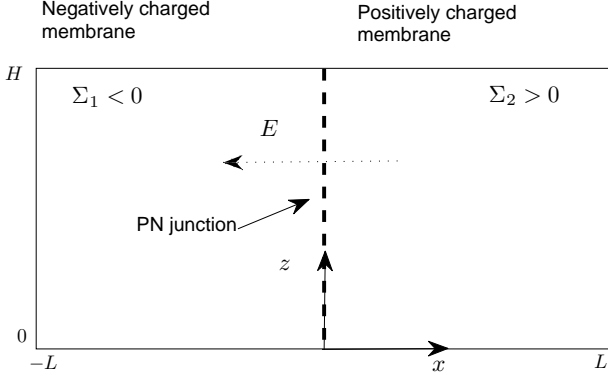 Negatively charged
membrane
Positively charged
membrane
H
Σ₁ < 0
Σ₂ > 0
E
PN junction
z
0
−L
x
L